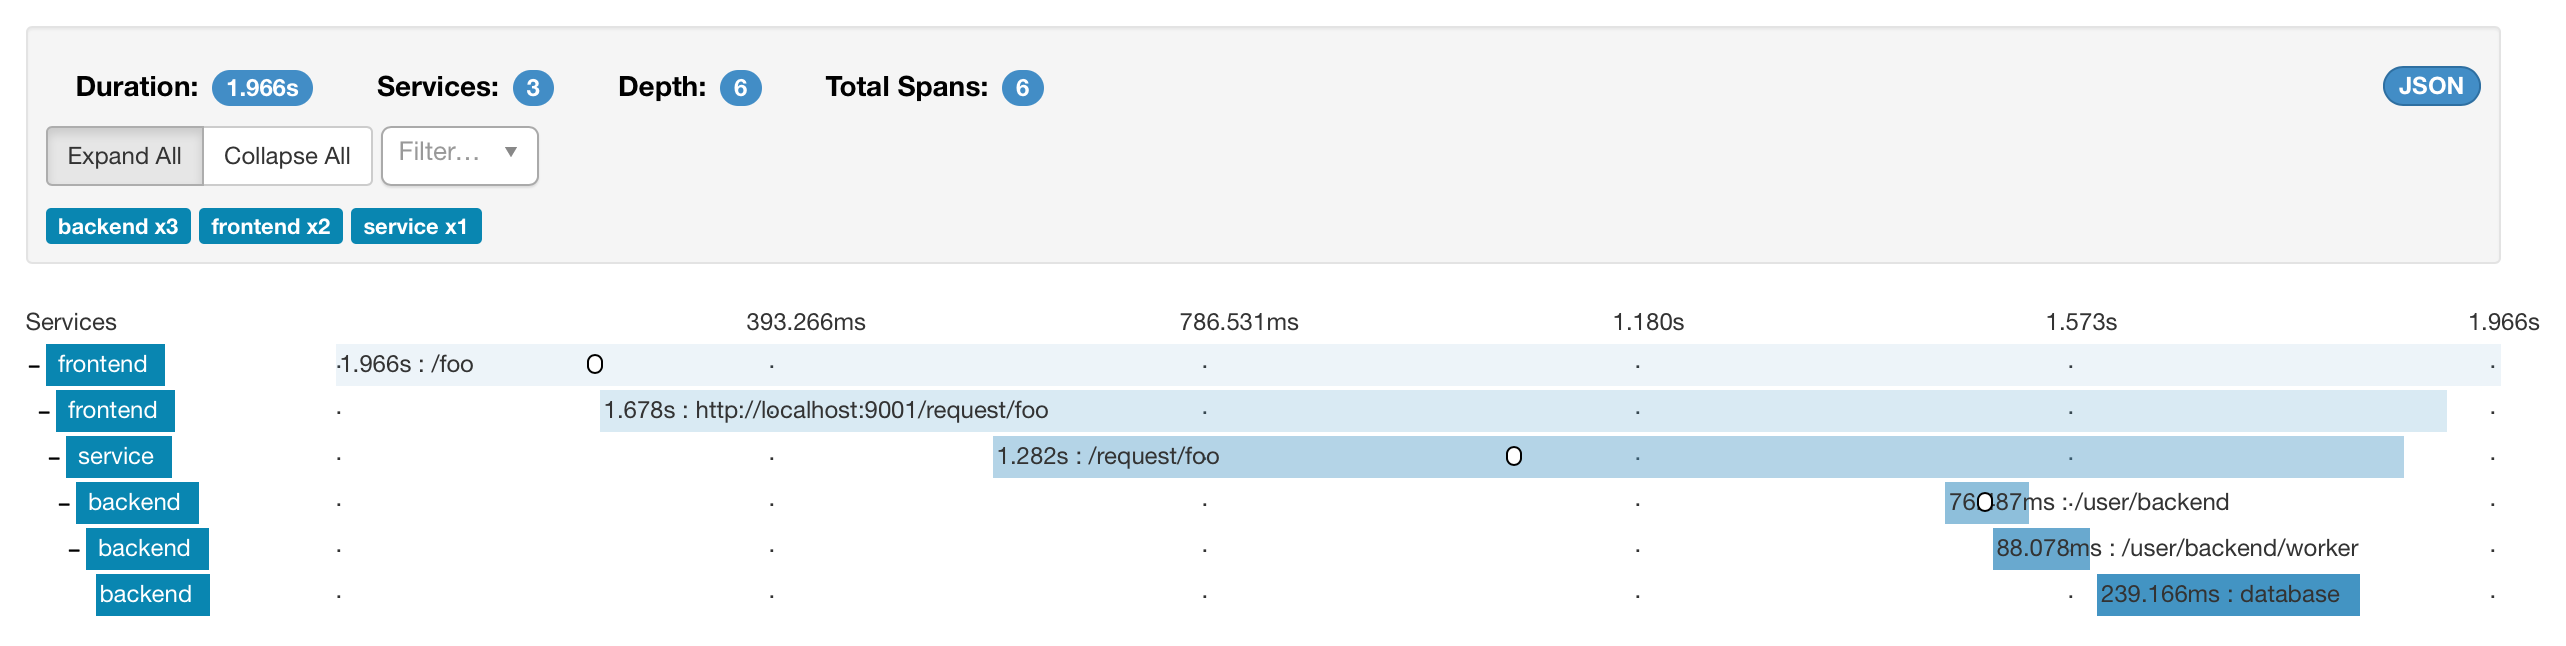 Duration: 1.966s Services: 3 Depth: 6 Total Spans: 6 JSON
Expand All Collapse All Filter...
backend x3 frontend x2 service x1
Services 393.266ms 786.531ms 1.180s 1.573s 1.966s
frontend 1.966s : /foo
frontend 1.678s : http://localhost:9001/request/foo
service 1.282s : /request/foo
backend : /user/backend
backend 88.078ms : /user/backend/worker
backend 239.166ms : database